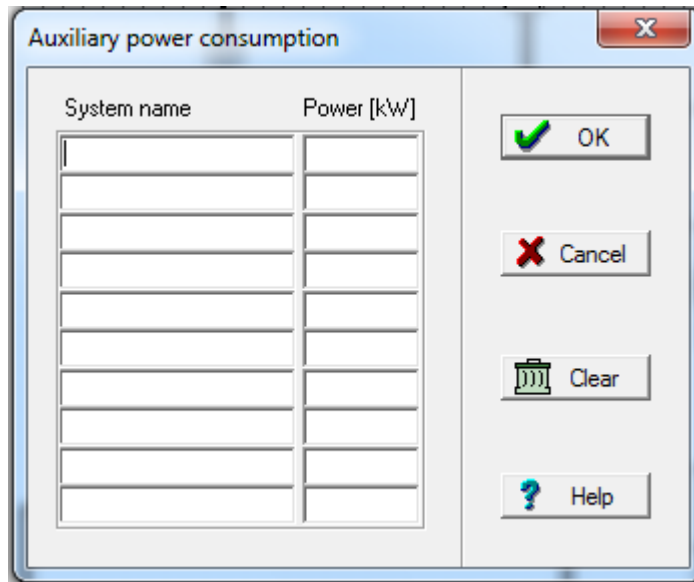 Auxiliary power consumption
System name Power [kW]
OK
Cancel
Clear
Help